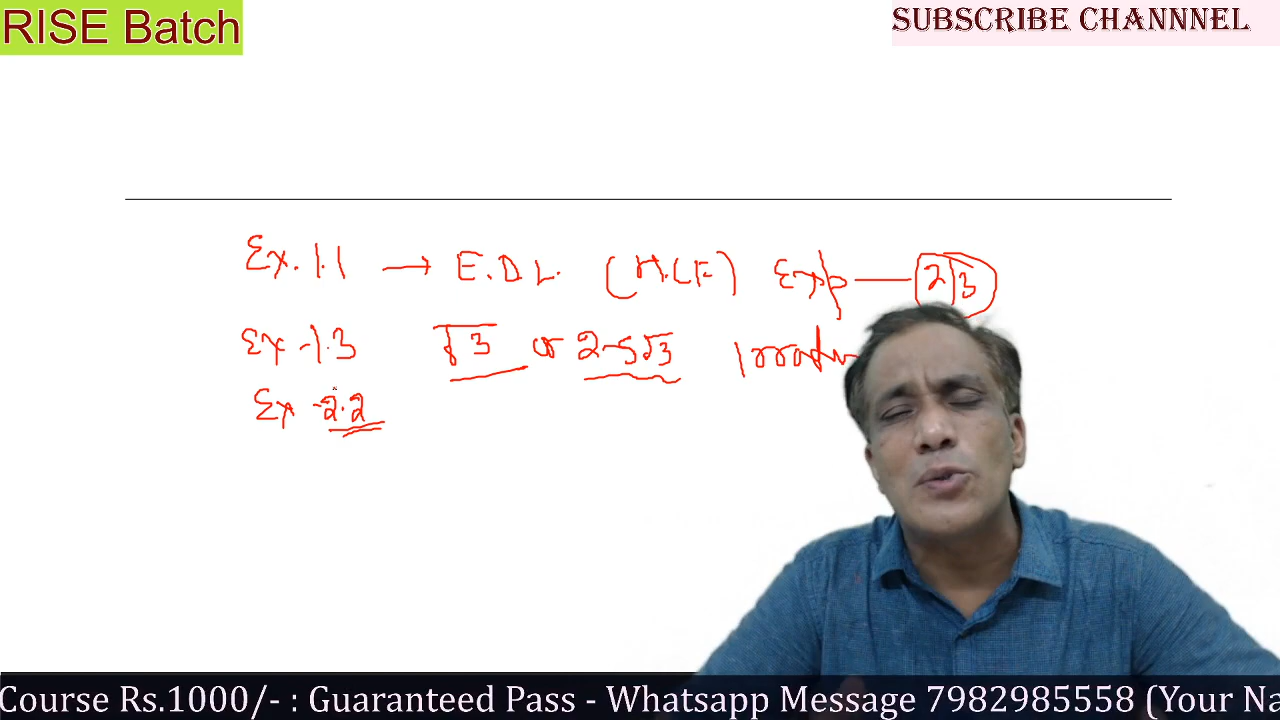 RISE Batch
SUBSCRIBE CHANNNEL
Ex. 1.1 → E.D.L. (H.C.F) Exp — 2/3
Ex - 1.3 √3 or 2-5√3
Ex - 2.2
Course Rs.1000/- : Guaranteed Pass - Whatsapp Message 7982985558 (Your Na